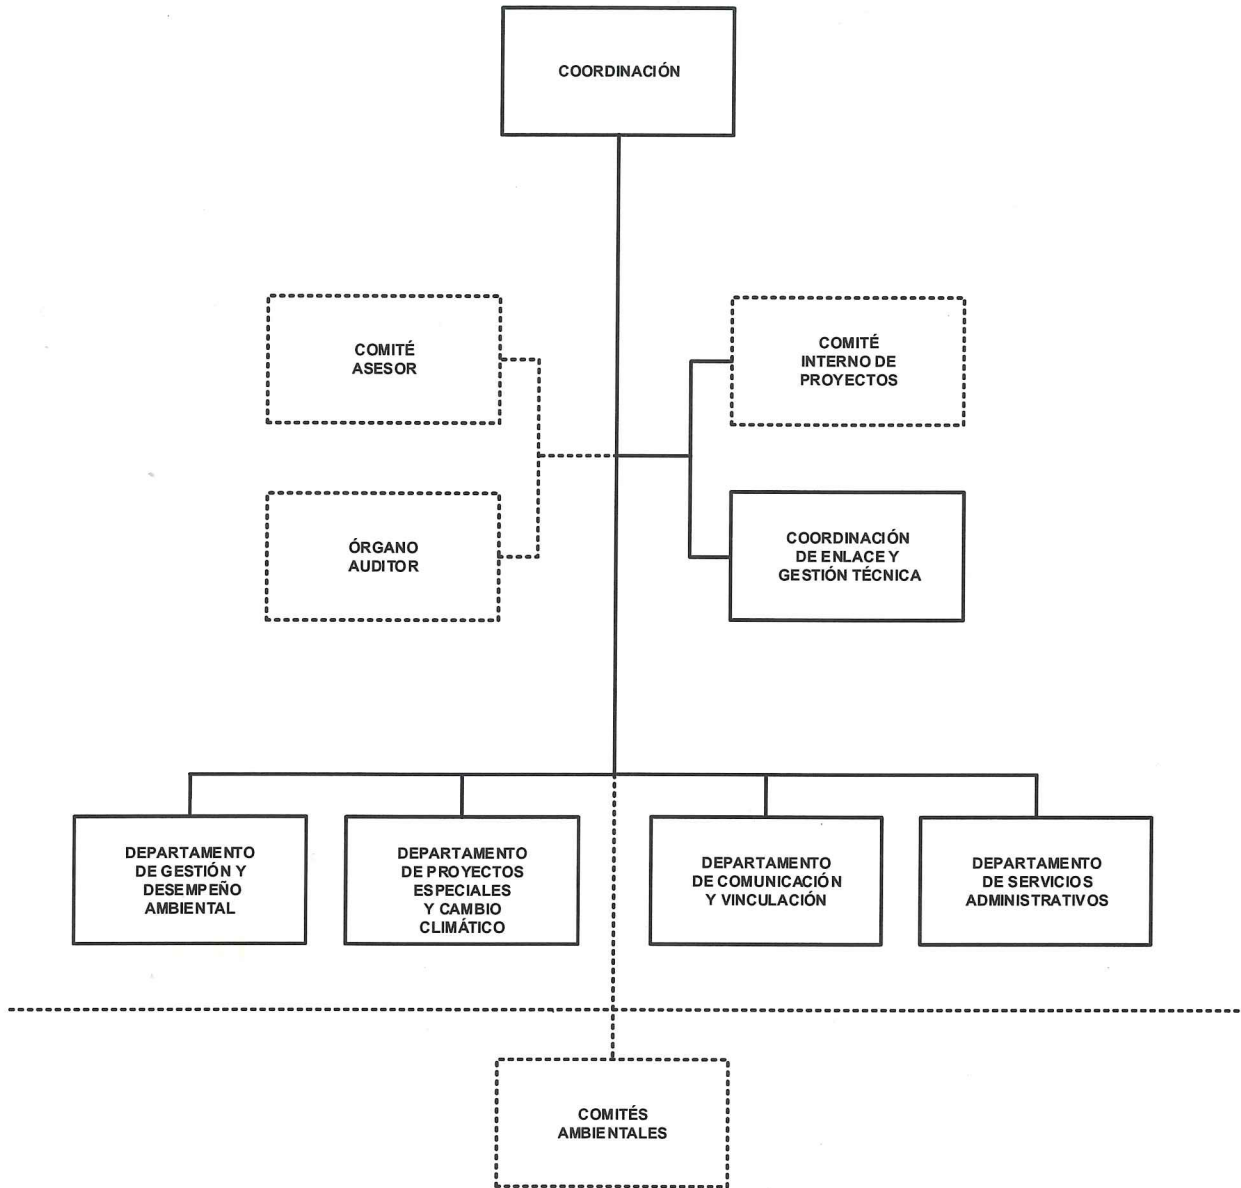 COORDINACIÓN
COMITÉ
ASESOR
COMITÉ
INTERNO DE
PROYECTOS
ÓRGANO
AUDITOR
COORDINACIÓN
DE ENLACE Y
GESTIÓN TÉCNICA
DEPARTAMENTO
DE GESTIÓN Y
DESEMPEÑO
AMBIENTAL
DEPARTAMENTO
DE PROYECTOS
ESPECIALES
Y CAMBIO
CLIMÁTICO
DEPARTAMENTO
DE COMUNICACIÓN
Y VINCULACIÓN
DEPARTAMENTO
DE SERVICIOS
ADMINISTRATIVOS
COMITÉS
AMBIENTALES